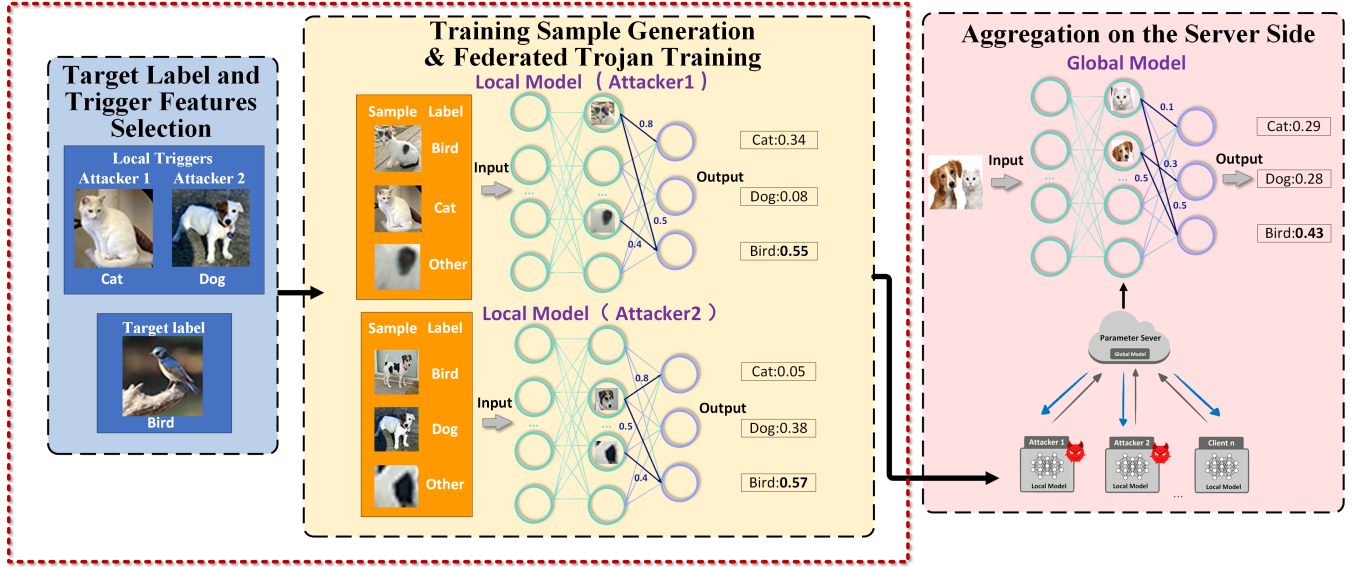 Target Label and
Trigger Features
Selection
Local Triggers
Attacker 1 Attacker 2
Cat Dog
Target label
Bird
Training Sample Generation
& Federated Trojan Training
Local Model ( Attacker1 )
Sample Label
Bird
Cat
Other
Input
...
...
0.8
0.5
0.4
Output
Cat:0.34
Dog:0.08
Bird:0.55
Local Model ( Attacker2 )
Sample Label
Bird
Dog
Other
Input
...
...
0.8
0.5
0.4
Output
Cat:0.05
Dog:0.38
Bird:0.57
Aggregation on the Server Side
Global Model
Input
...
...
0.1
0.3
0.5
0.5
Output
Cat:0.29
Dog:0.28
Bird:0.43
Parameter Sever
Global Model
Attacker 1
Local Model
Attacker 2
Local Model
...
Client n
Local Model